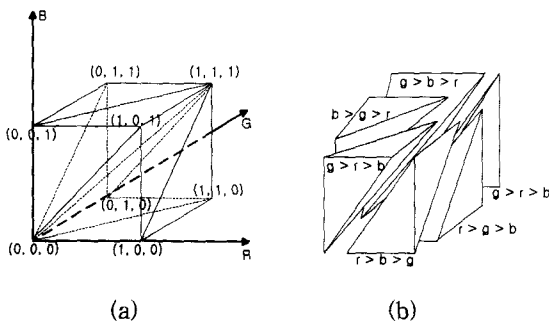 B
(0, 1, 1)
(1, 1, 1)
(0, 0, 1)
(1, 0, 1)
G
(0, 1, 0)
(1, 1, 0)
(0, 0, 0)
(1, 0, 0)
R
(a)
g > b > r
b > g > r
g > r > b
g > r > b
r > g > b
r > b > g
(b)